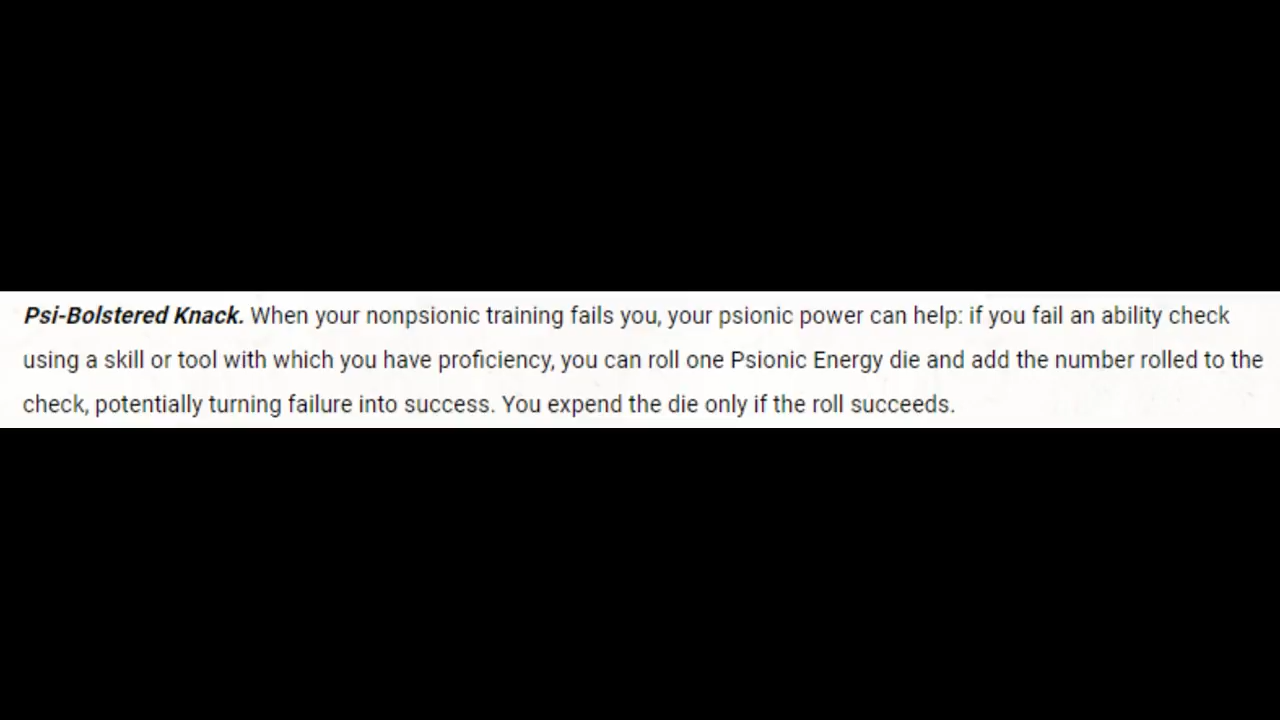 Psi-Bolstered Knack. When your nonpsionic training fails you, your psionic power can help: if you fail an ability check
using a skill or tool with which you have proficiency, you can roll one Psionic Energy die and add the number rolled to the
check, potentially turning failure into success. You expend the die only if the roll succeeds.